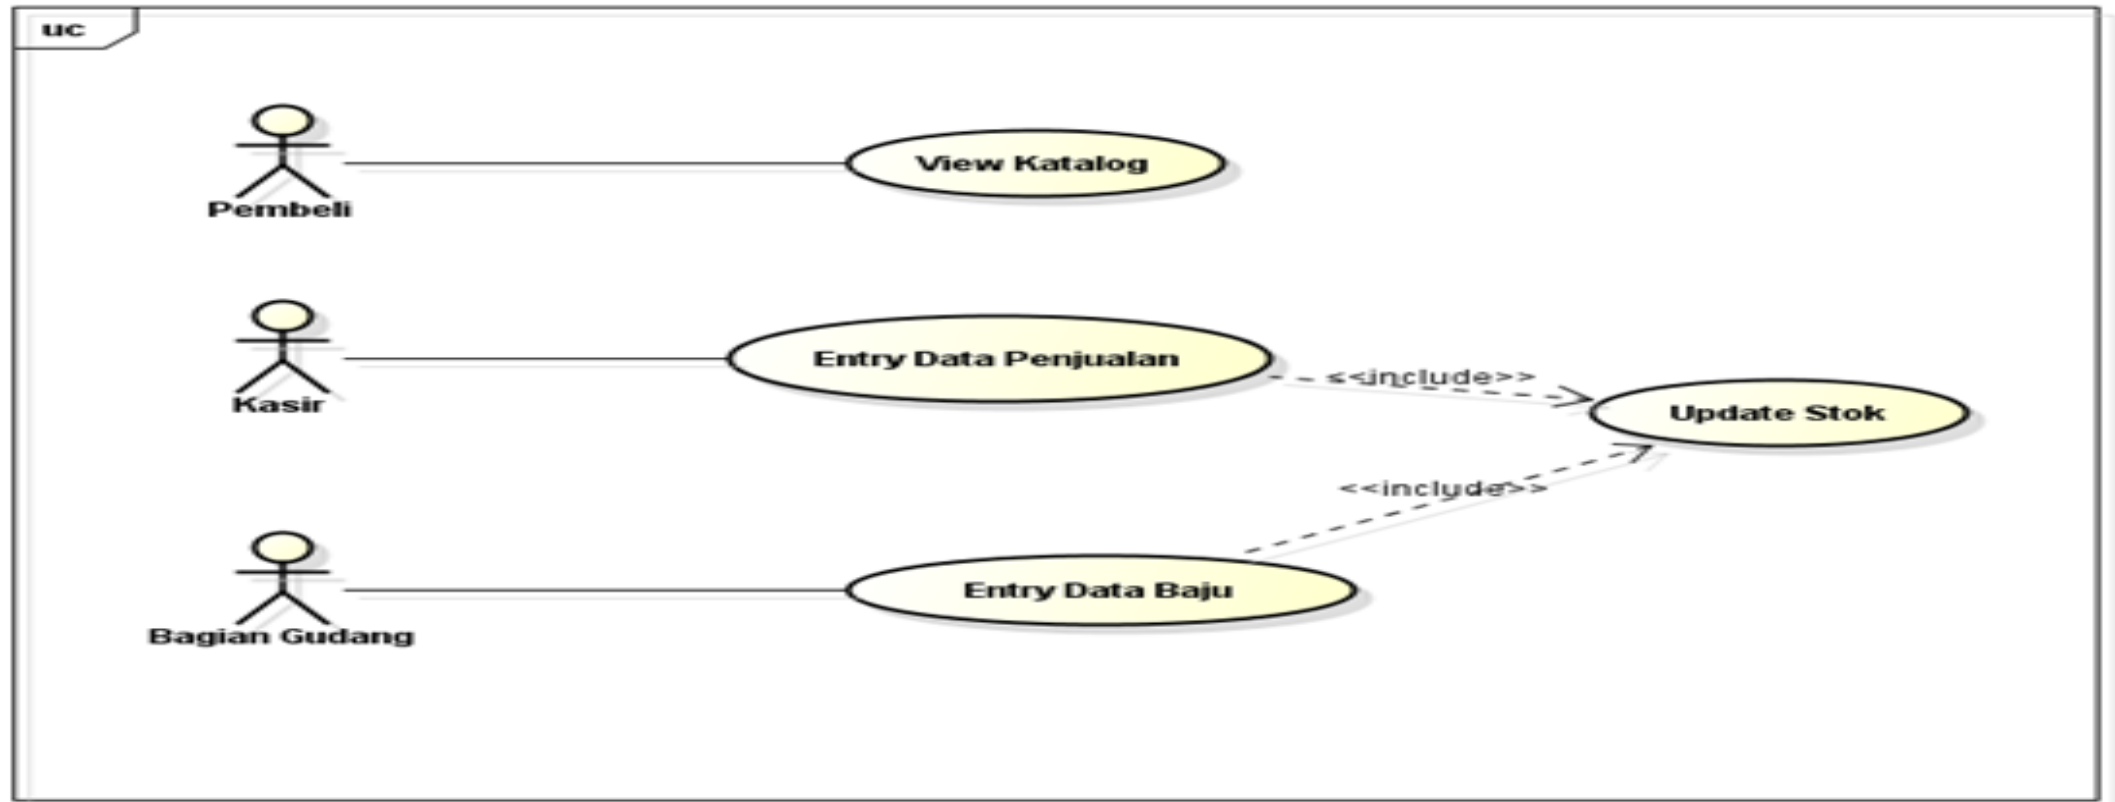 uc
View Katalog
Pembeli
Entry Data Penjualan
<<include>>
Kasir
Update Stok
<<include>>
Entry Data Baju
Bagian Gudang